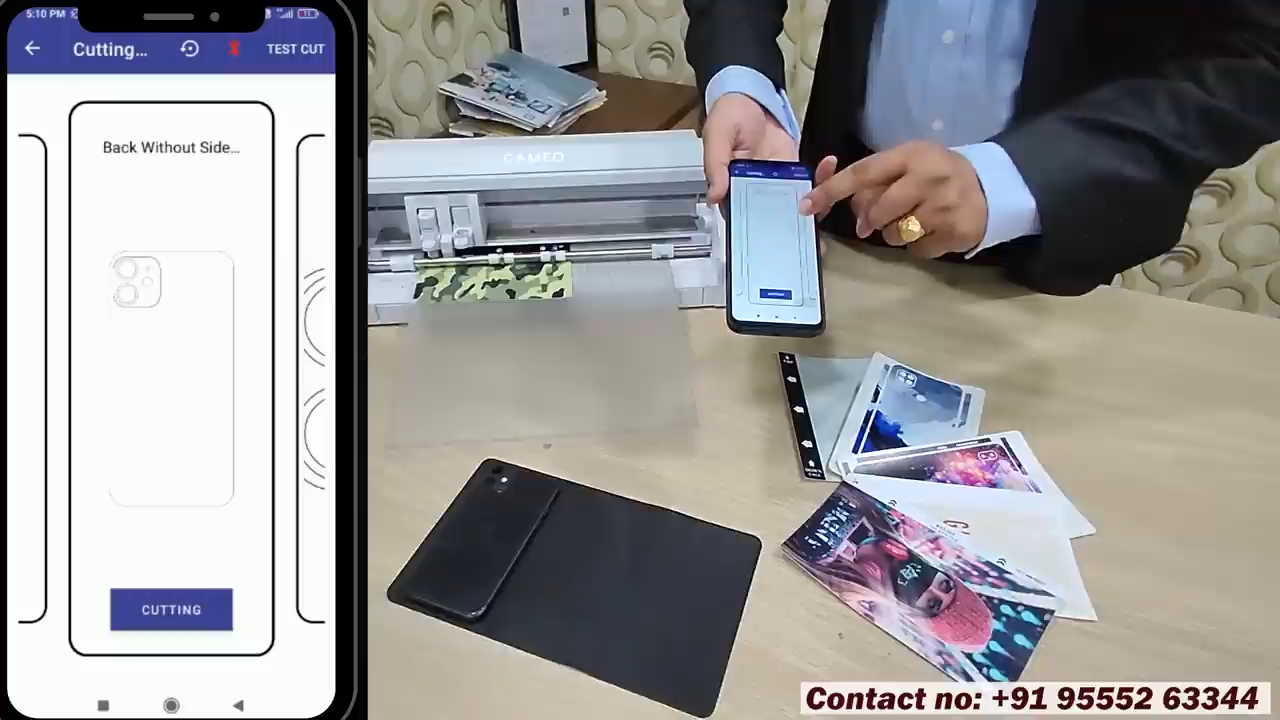 5:10 PM
Cutting...
TEST CUT
Back Without Side...
CUTTING
CAMEO
Contact no: +91 95552 63344